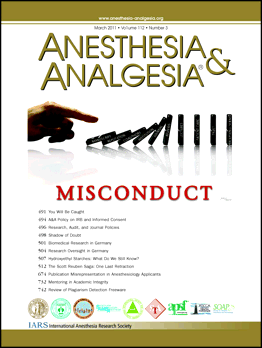 www.anesthesia-analgesia.org
March 2011 • Volume 112 • Number 3
ANESTHESIA &
ANALGESIA®
MISCONDUCT
491 You Will Be Caught
494 A&A Policy on IRB and Informed Consent
496 Research, Audit, and Journal Policies
498 Shadow of Doubt
501 Biomedical Research in Germany
504 Research Oversight in Germany
507 Hydroxyethyl Starches: What Do We Still Know?
512 The Scott Reuben Saga: One Last Retraction
674 Publication Misrepresentation in Anesthesiology Applicants
732 Mentoring in Academic Integrity
742 Review of Plagiarism Detection Freeware
apsf
SOAP
IARS International Anesthesia Research Society